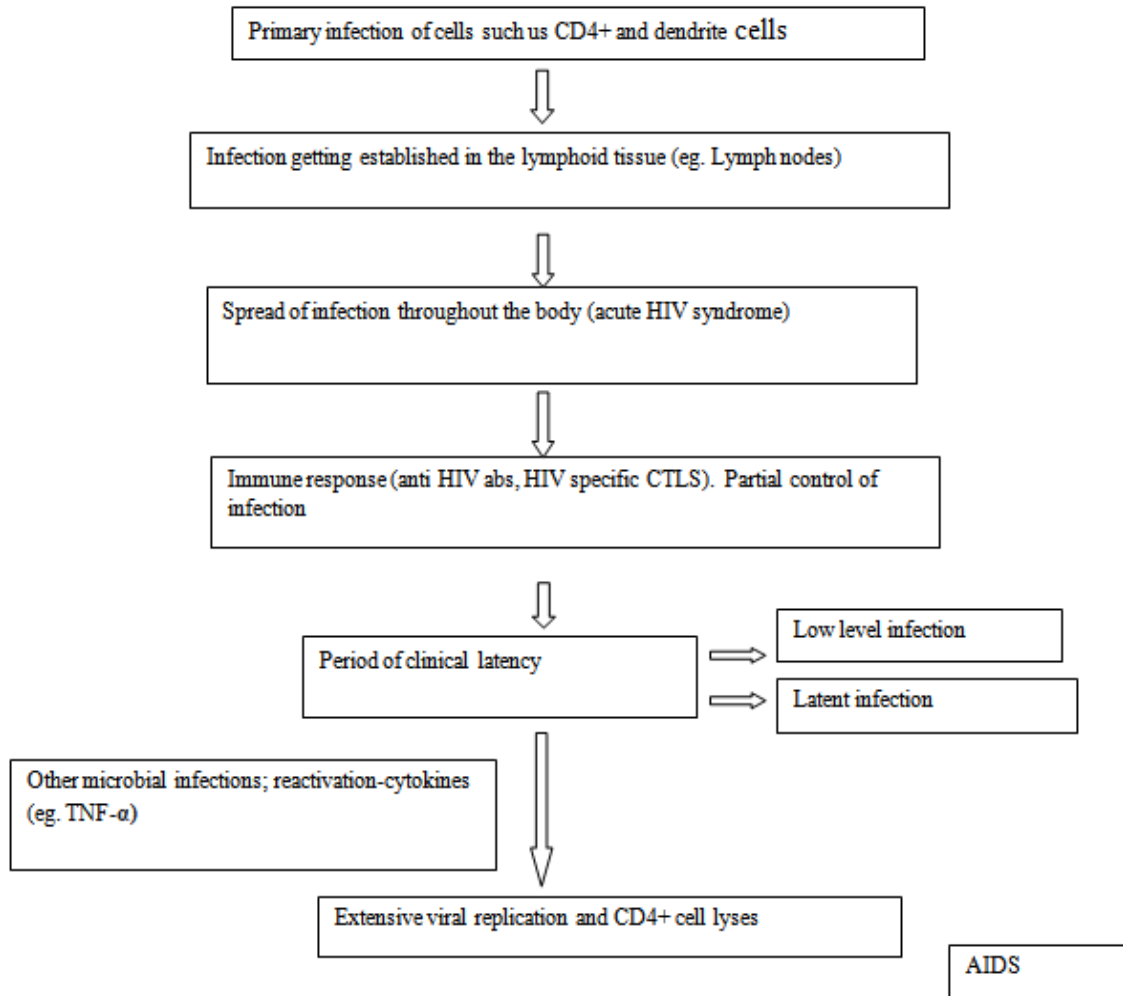 Primary infection of cells such us CD4+ and dendrite cells
Infection getting established in the lymphoid tissue (eg. Lymph nodes)
Spread of infection throughout the body (acute HIV syndrome)
Immune response (anti HIV abs, HIV specific CTLS). Partial control of
infection
Period of clinical latency
Low level infection
Latent infection
Other microbial infections; reactivation-cytokines
(eg. TNF-α)
Extensive viral replication and CD4+ cell lyses
AIDS